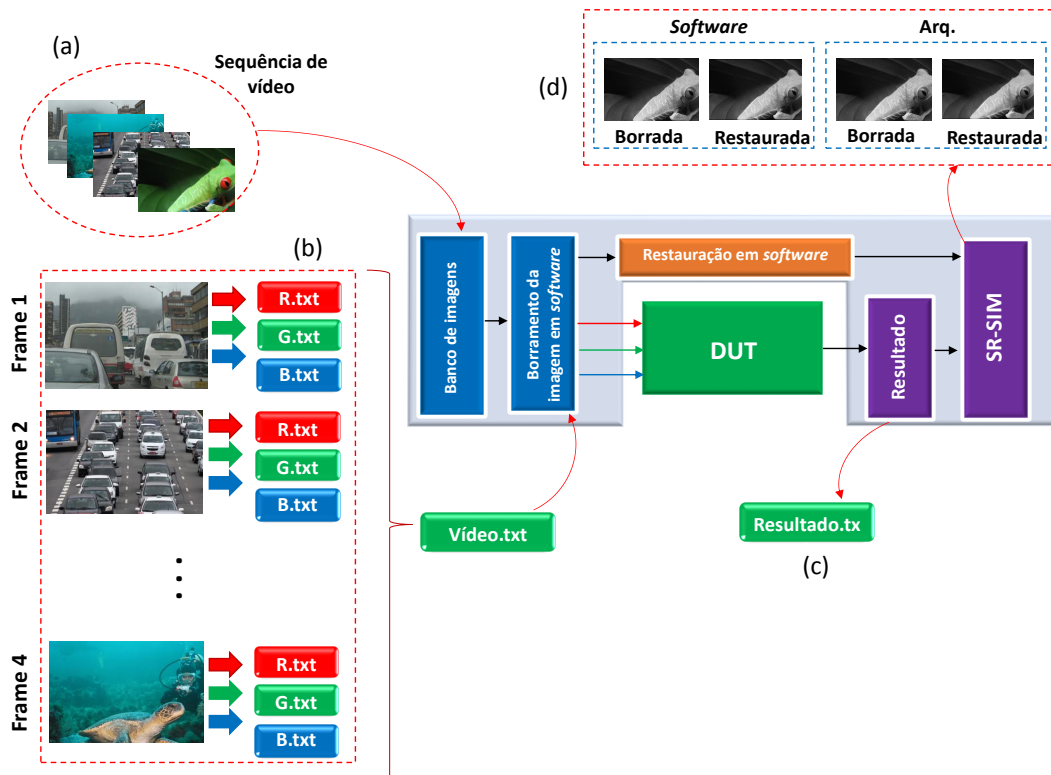 (a)
Sequência de
vídeo
(b)
Frame 1
R.txt
G.txt
B.txt
Frame 2
R.txt
G.txt
B.txt
Frame 4
R.txt
G.txt
B.txt
(d)
Software
Borrada
Restaurada
Arq.
Borrada
Restaurada
Banco de imagens
Borramento da
imagem em software
Restauração em software
DUT
Resultado
SR-SIM
Vídeo.txt
Resultado.tx
(c)